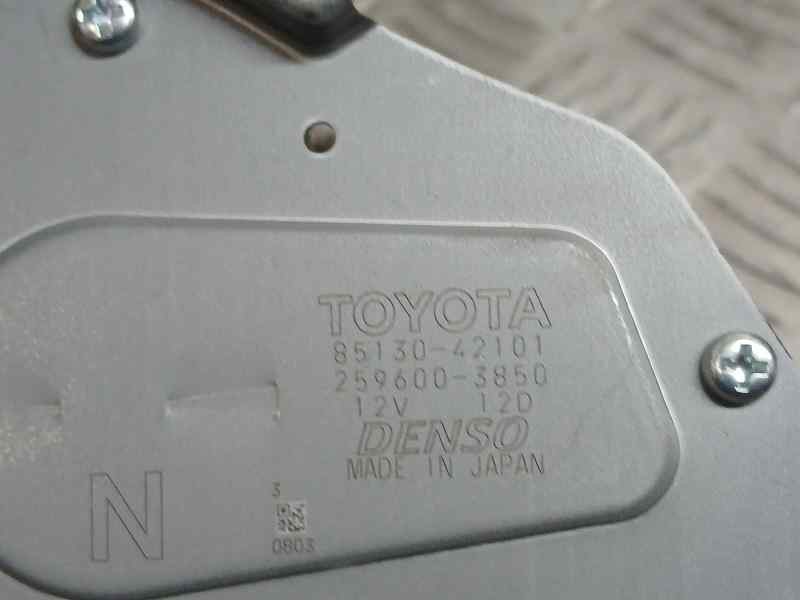 TOYOTA
85130-42101
259600-3850
12V 12D
DENSO
MADE IN JAPAN
N
3
0803